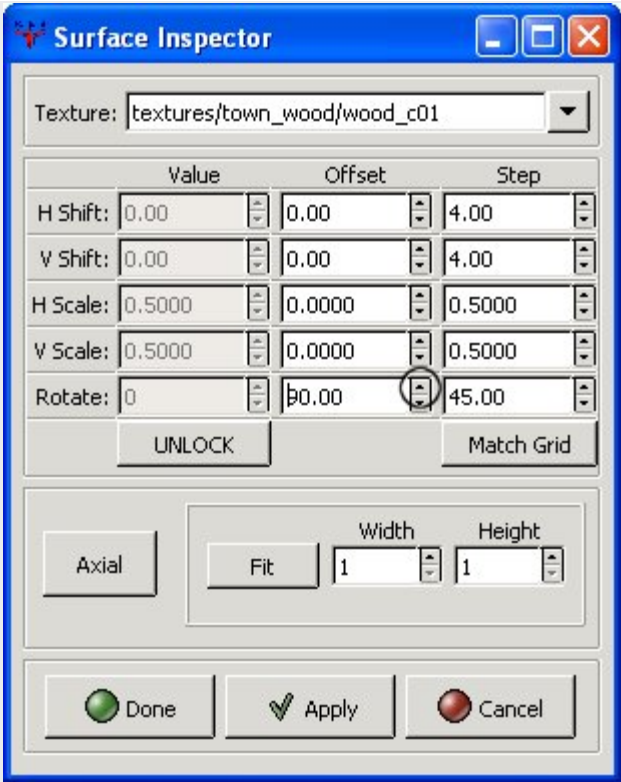 Surface Inspector
Texture: textures/town_wood/wood_c01
Value Offset Step
H Shift: 0.00 0.00 4.00
V Shift: 0.00 0.00 4.00
H Scale: 0.5000 0.0000 0.5000
V Scale: 0.5000 0.0000 0.5000
Rotate: 0 90.00 45.00
UNLOCK Match Grid
Width Height
Axial Fit 1 1
Done Apply Cancel